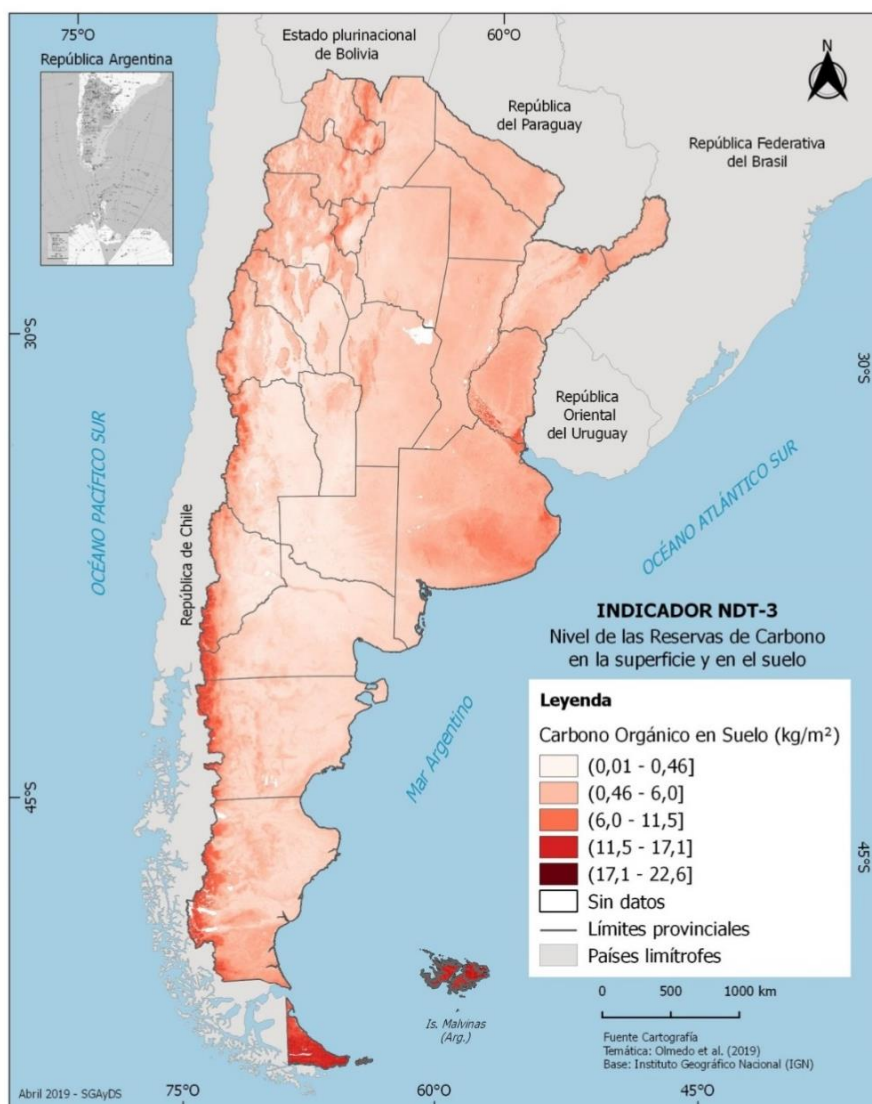 75°O
60°O
República Argentina
Estado plurinacional
de Bolivia
N
República
del Paraguay
República Federativa
del Brasil
30°S
30°S
República
Oriental
del Uruguay
OCÉANO PACÍFICO SUR
República de Chile
OCÉANO ATLÁNTICO SUR
Mar Argentino
INDICADOR NDT-3
Nivel de las Reservas de Carbono
en la superficie y en el suelo
Leyenda
Carbono Orgánico en Suelo (kg/m²)
(0,01 - 0,46]
(0,46 - 6,0]
(6,0 - 11,5]
(11,5 - 17,1]
(17,1 - 22,6]
Sin datos
Límites provinciales
Países limítrofes
45°S
45°S
0 500 1000 km
Is. Malvinas
(Arg.)
Fuente Cartografía
Temática: Olmedo et al. (2019)
Base: Instituto Geográfico Nacional (IGN)
Abril 2019 - SGAyDS
75°O
60°O
45°O